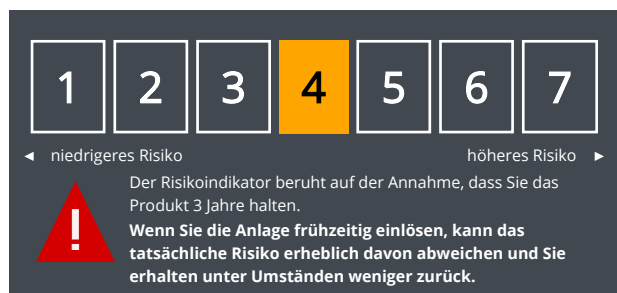 1 2 3 4 5 6 7
◄ niedrigeres Risiko höheres Risiko ►
Der Risikoindikator beruht auf der Annahme, dass Sie das
Produkt 3 Jahre halten.
! Wenn Sie die Anlage frühzeitig einlösen, kann das
tatsächliche Risiko erheblich davon abweichen und Sie
erhalten unter Umständen weniger zurück.